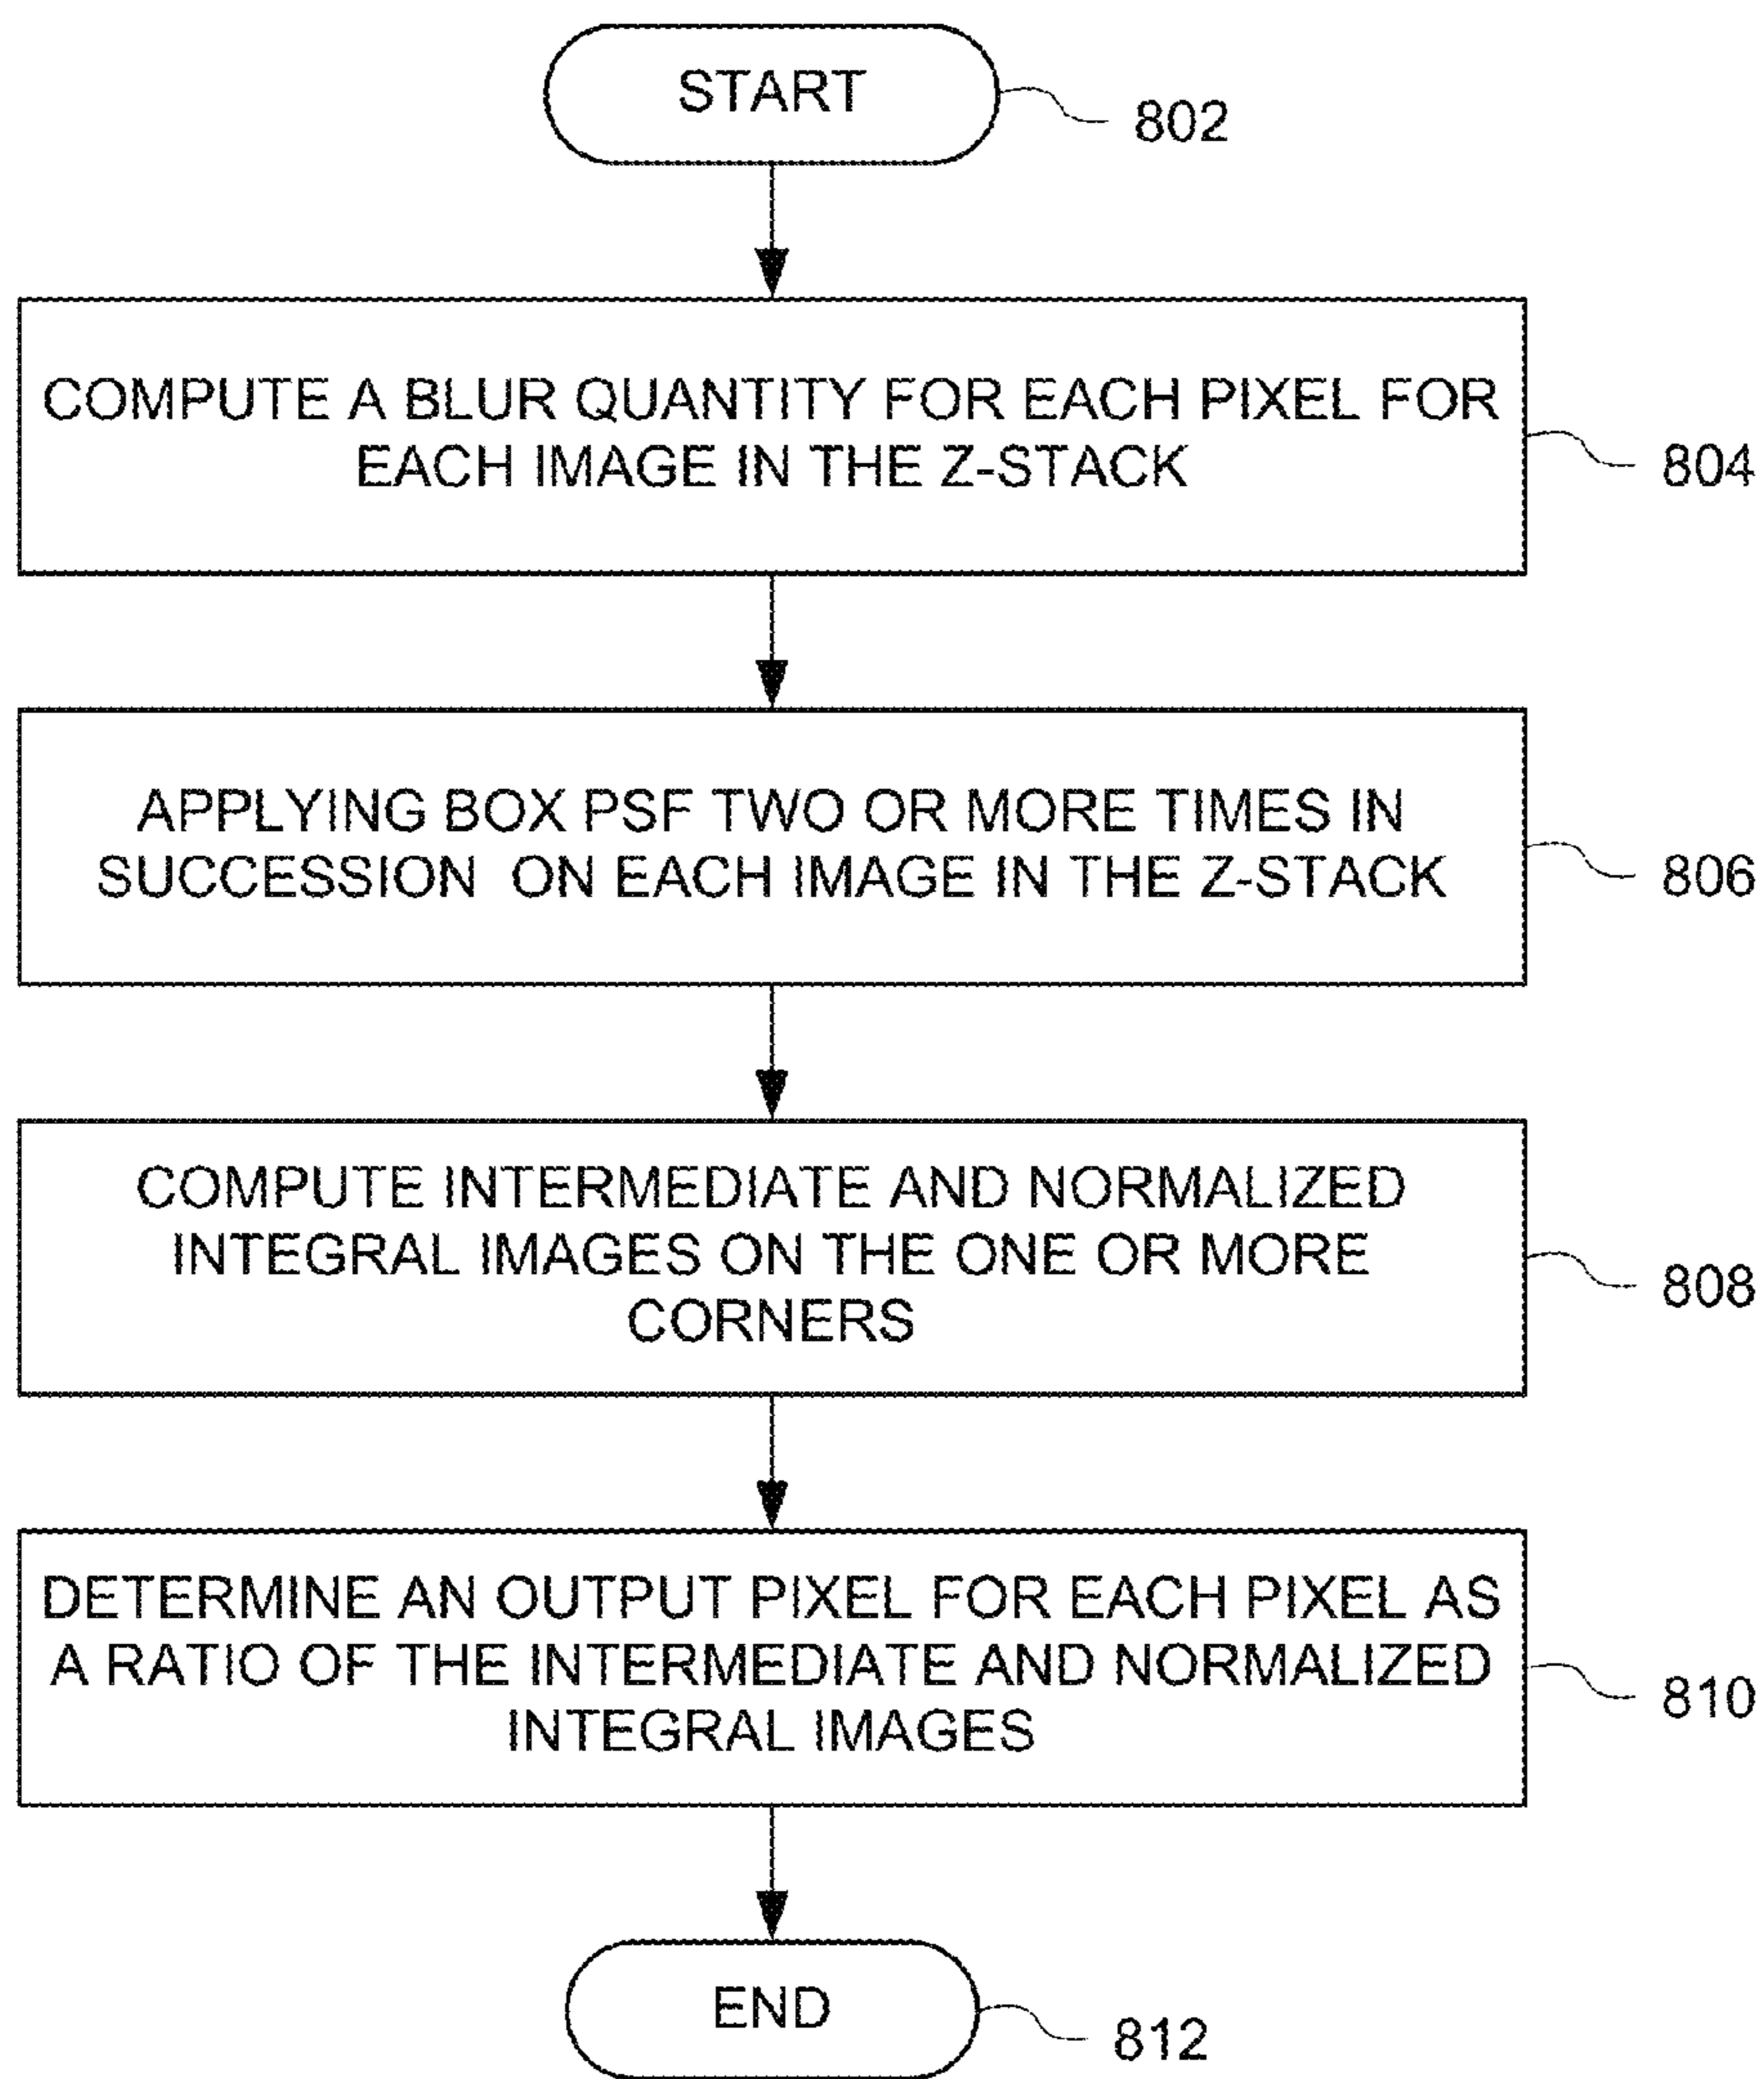 START
802
COMPUTE A BLUR QUANTITY FOR EACH PIXEL FOR
EACH IMAGE IN THE Z-STACK
804
APPLYING BOX PSF TWO OR MORE TIMES IN
SUCCESSION ON EACH IMAGE IN THE Z-STACK
806
COMPUTE INTERMEDIATE AND NORMALIZED
INTEGRAL IMAGES ON THE ONE OR MORE
CORNERS
808
DETERMINE AN OUTPUT PIXEL FOR EACH PIXEL AS
A RATIO OF THE INTERMEDIATE AND NORMALIZED
INTEGRAL IMAGES
810
END
812